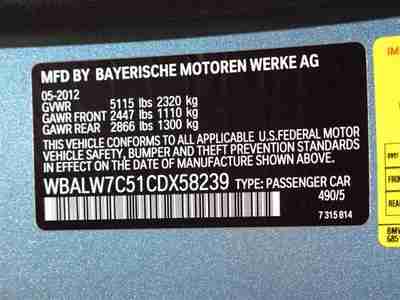 MFD BY BAYERISCHE MOTOREN WERKE AG
05-2012
GVWR 5115 lbs 2320 kg
GAWR FRONT 2447 lbs 1110 kg
GAWR REAR 2866 lbs 1300 kg
THIS VEHICLE CONFORMS TO ALL APPLICABLE U.S.FEDERAL MOTOR
VEHICLE SAFETY, BUMPER, AND THEFT PREVENTION STANDARDS
IN EFFECT ON THE DATE OF MANUFACTURE SHOWN ABOVE.
WBALW7C51CDX58239 TYPE: PASSENGER CAR
490/5
7 315 814
IM
BMW